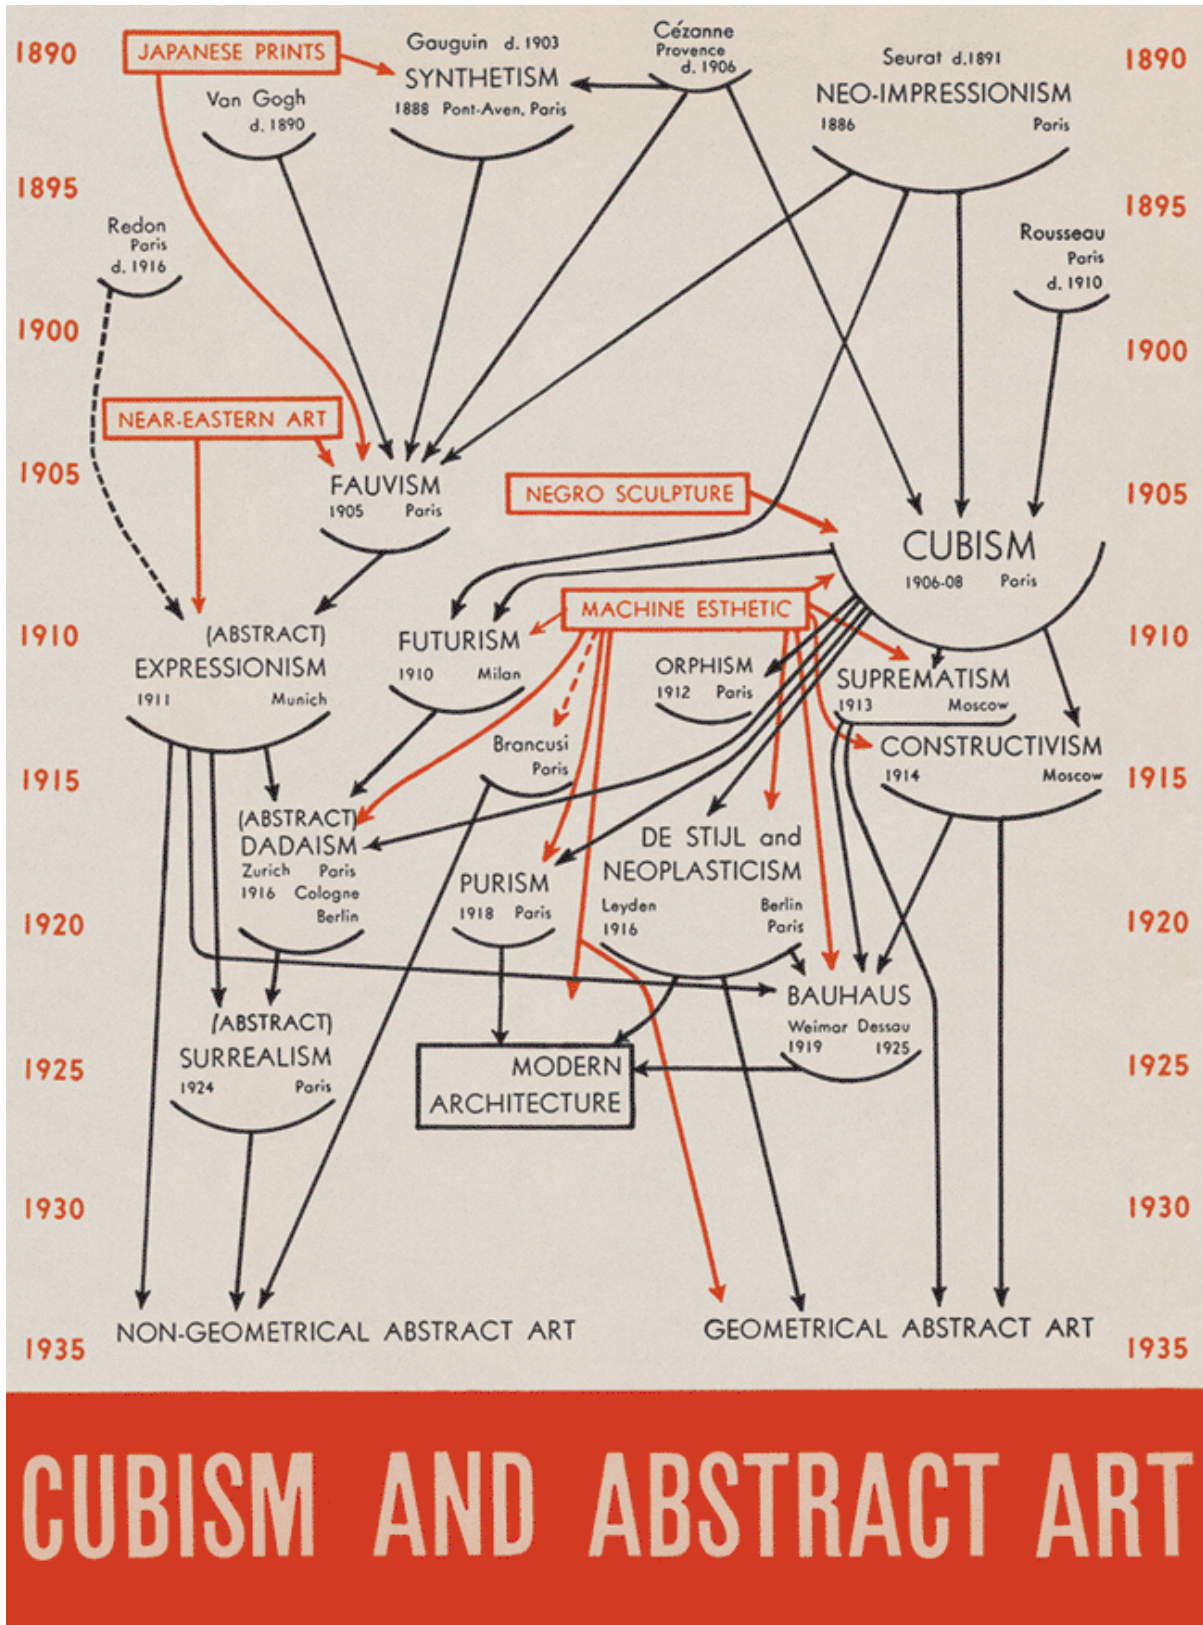 1890
JAPANESE PRINTS
Gauguin d. 1903
SYNTHETISM
1888 Pont-Aven, Paris
Cézanne
Provence
d. 1906
Seurat d.1891
NEO-IMPRESSIONISM
1886 Paris
1890
Van Gogh
d. 1890
1895
1895
Redon
Paris
d. 1916
Rousseau
Paris
d. 1910
1900
1900
NEAR-EASTERN ART
1905
FAUVISM
1905 Paris
NEGRO SCULPTURE
1905
CUBISM
1906-08 Paris
1910
(ABSTRACT)
EXPRESSIONISM
1911 Munich
FUTURISM
1910 Milan
MACHINE ESTHETIC
ORPHISM
1912 Paris
SUPREMATISM
1913 Moscow
1910
Brancusi
Paris
CONSTRUCTIVISM
1914 Moscow
1915
1915
(ABSTRACT)
DADAISM
Zurich Paris
1916 Cologne
Berlin
PURISM
1918 Paris
DE STIJL and
NEOPLASTICISM
Leyden Berlin
1916 Paris
1920
1920
BAUHAUS
Weimar Dessau
1919 1925
(ABSTRACT)
SURREALISM
1924 Paris
MODERN
ARCHITECTURE
1925
1925
1930
1930
NON-GEOMETRICAL ABSTRACT ART
GEOMETRICAL ABSTRACT ART
1935
1935
CUBISM AND ABSTRACT ART